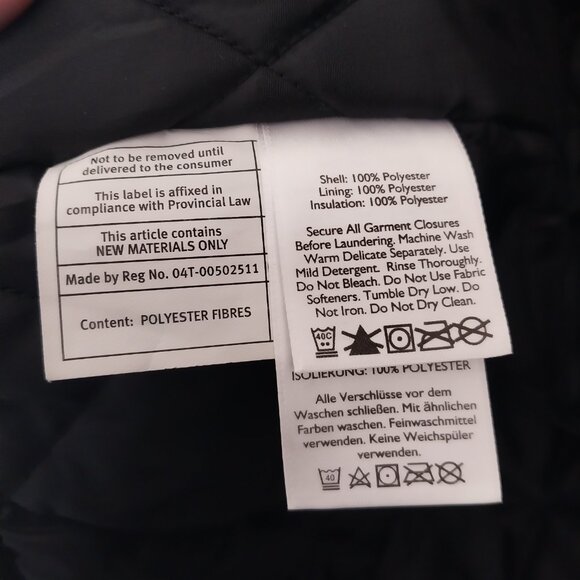 Not to be removed until
delivered to the consumer
This label is affixed in
compliance with Provincial Law
This article contains
NEW MATERIALS ONLY
Made by Reg No. 04T-00502511
Content: POLYESTER FIBRES
Shell: 100% Polyester
Lining: 100% Polyester
Insulation: 100% Polyester
Secure All Garment Closures
Before Laundering. Machine Wash
Warm Delicate Separately. Use
Mild Detergent. Rinse Thoroughly.
Do Not Bleach. Do Not Use Fabric
Softeners. Tumble Dry Low. Do
Not Iron. Do Not Dry Clean.
40C
ISOLIERUNG: 100% POLYESTER
Alle Verschlüsse vor dem
Waschen schließen. Mit ähnlichen
Farben waschen. Feinwaschmittel
verwenden. Keine Weichspüler
verwenden.
40